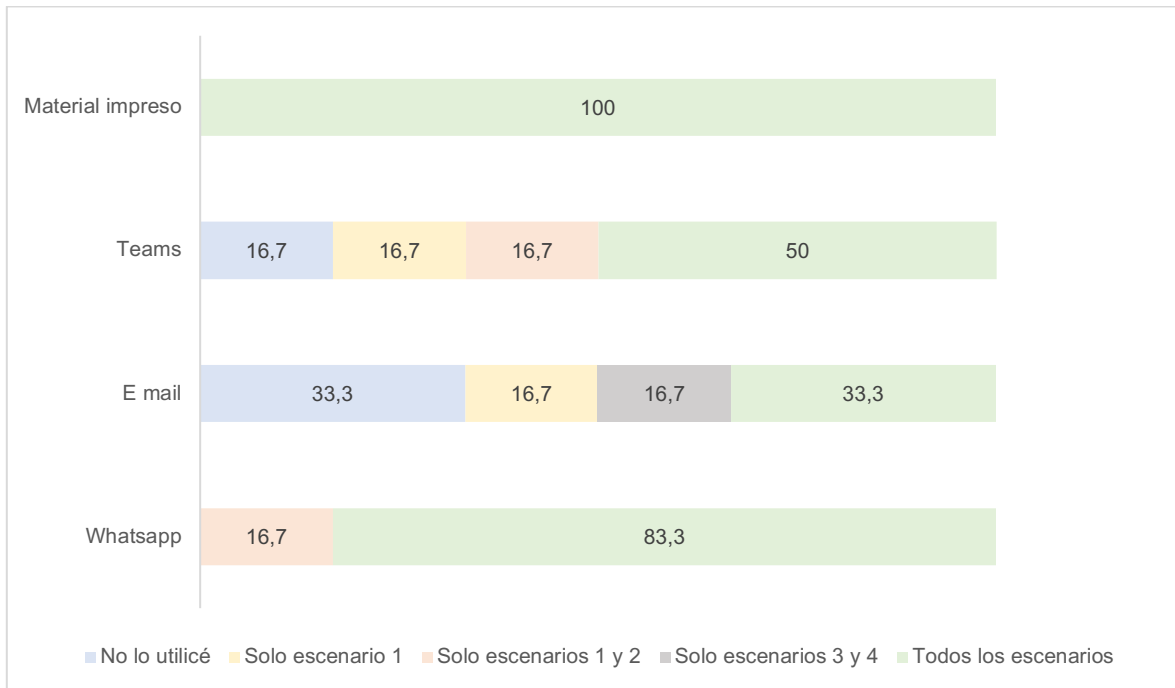 Material impreso
100
Teams
16,7 16,7 16,7 50
E mail
33,3 16,7 16,7 33,3
Whatsapp
16,7 83,3
No lo utilicé Solo escenario 1 Solo escenarios 1 y 2 Solo escenarios 3 y 4 Todos los escenarios